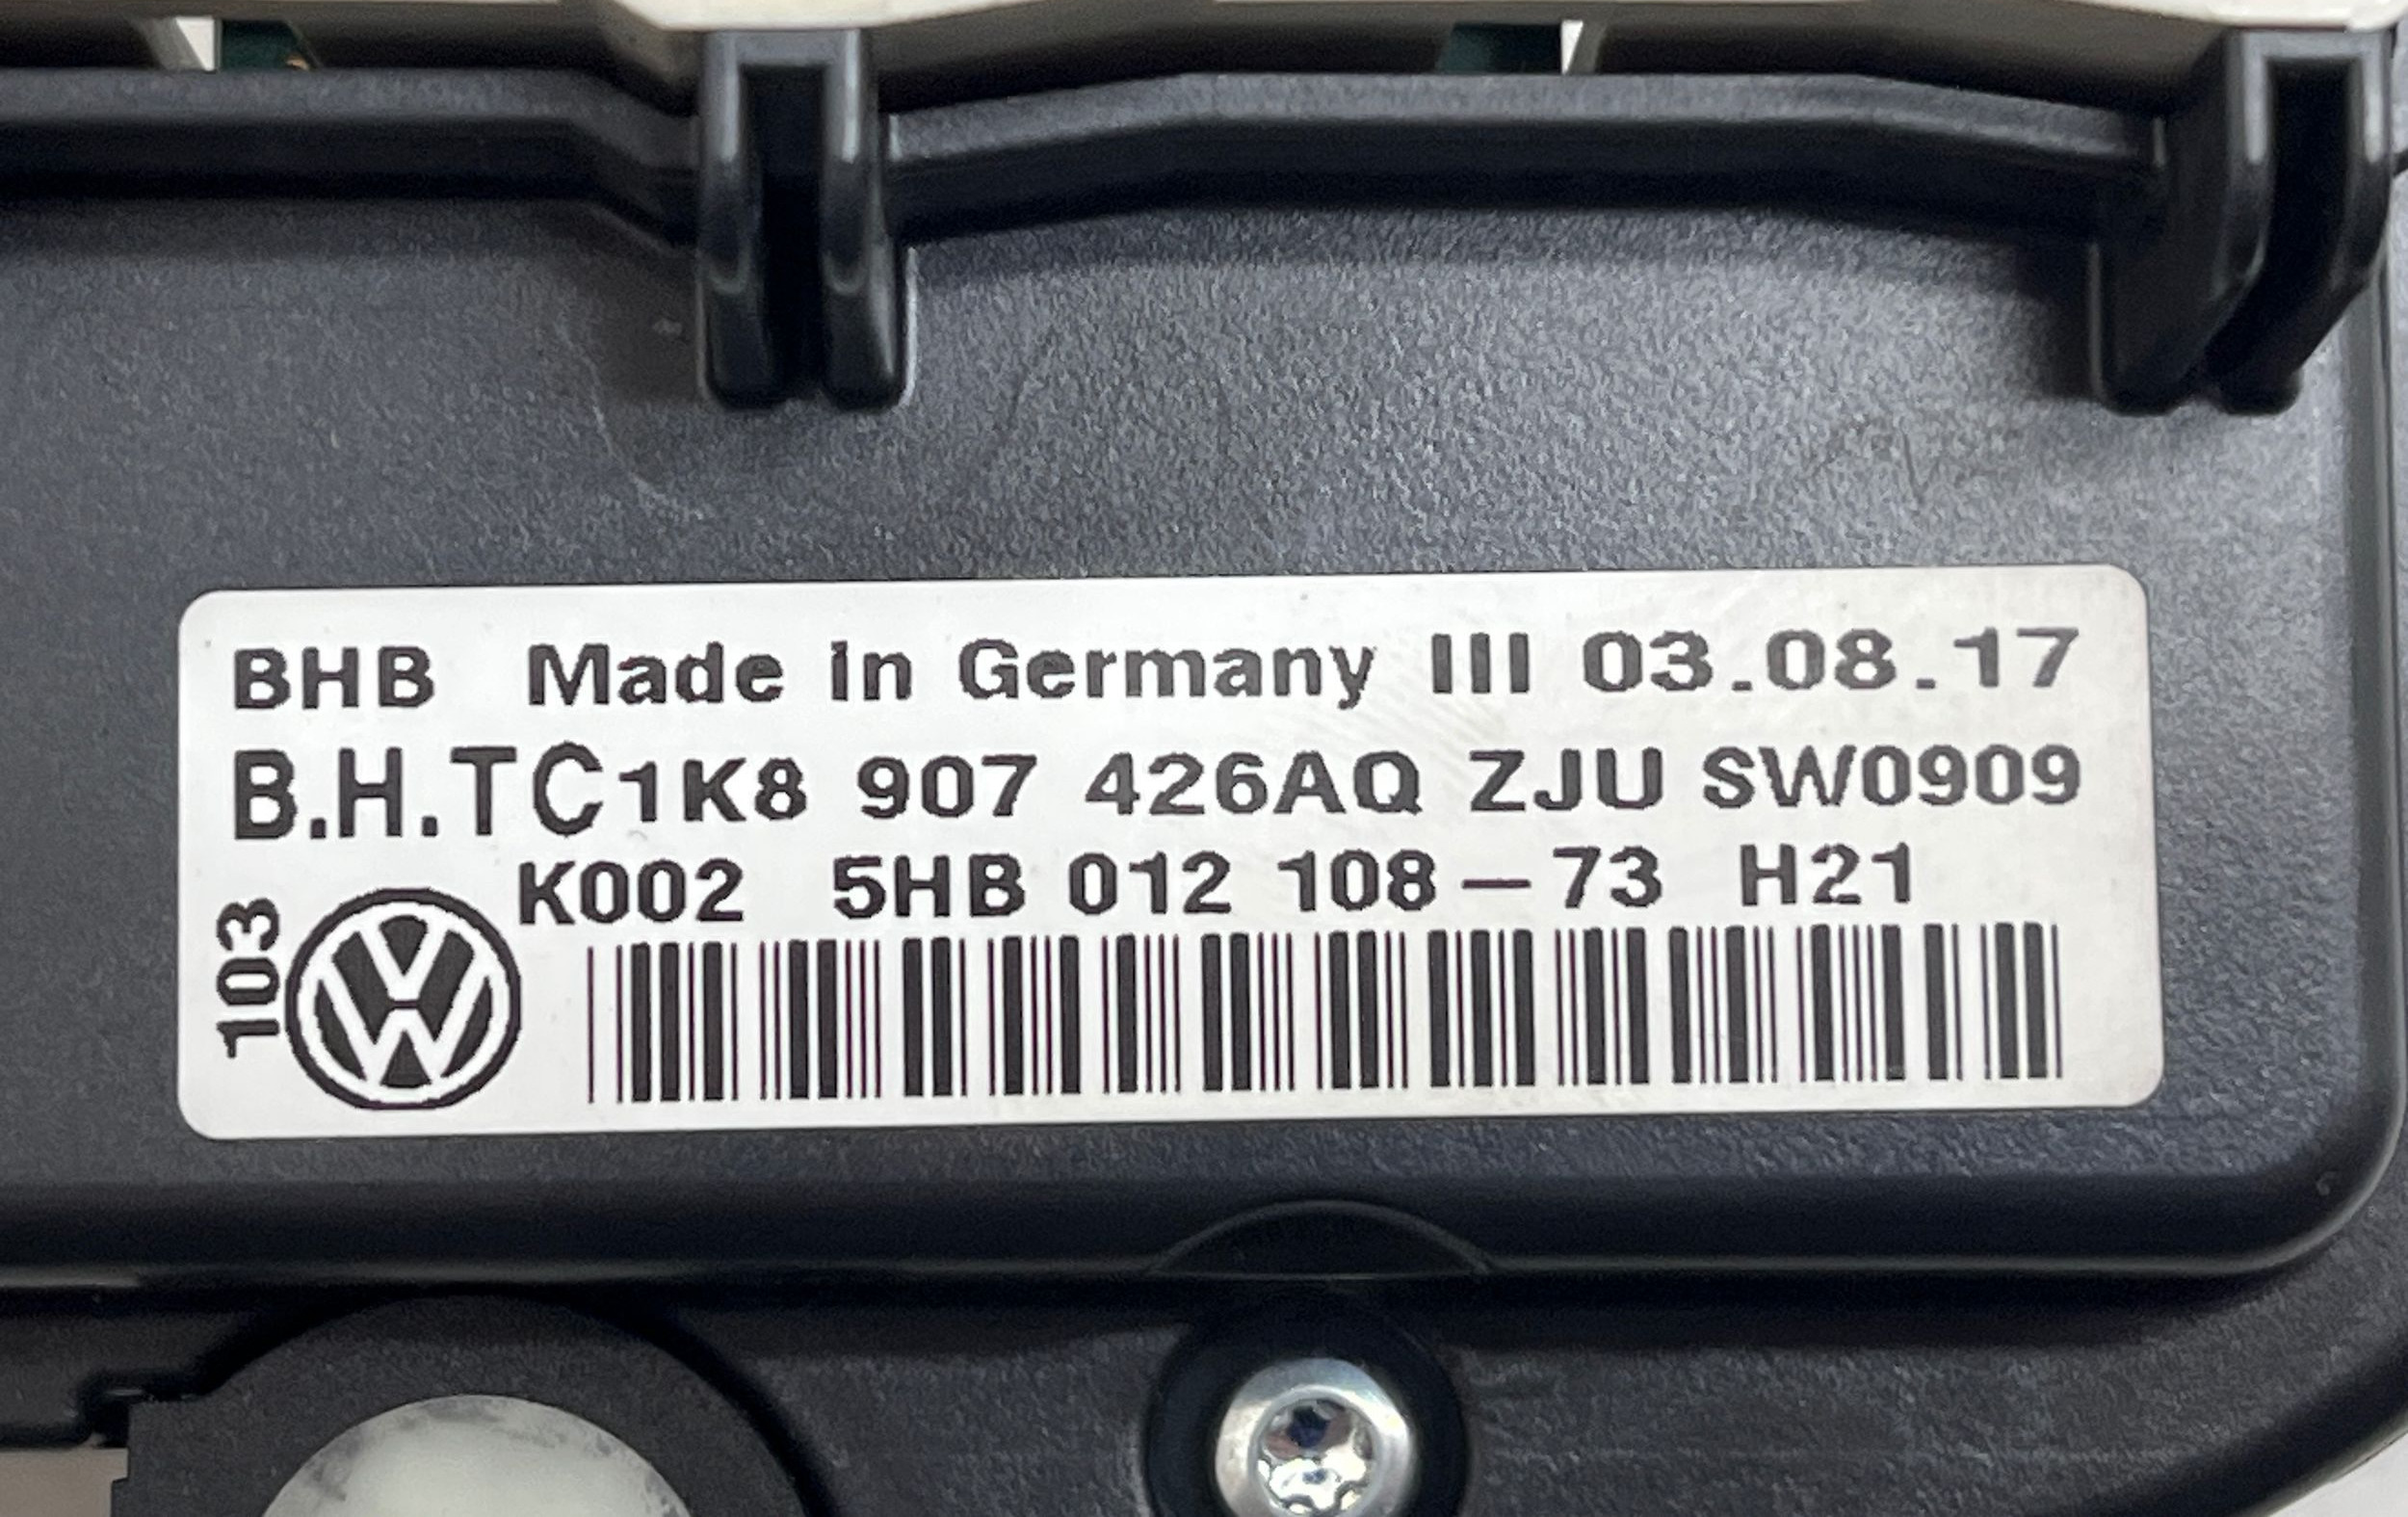 BHB Made in Germany III 03.08.17
B.H.TC 1K8 907 426AQ ZJU SW0909
K002 5HB 012 108-73 H21
103